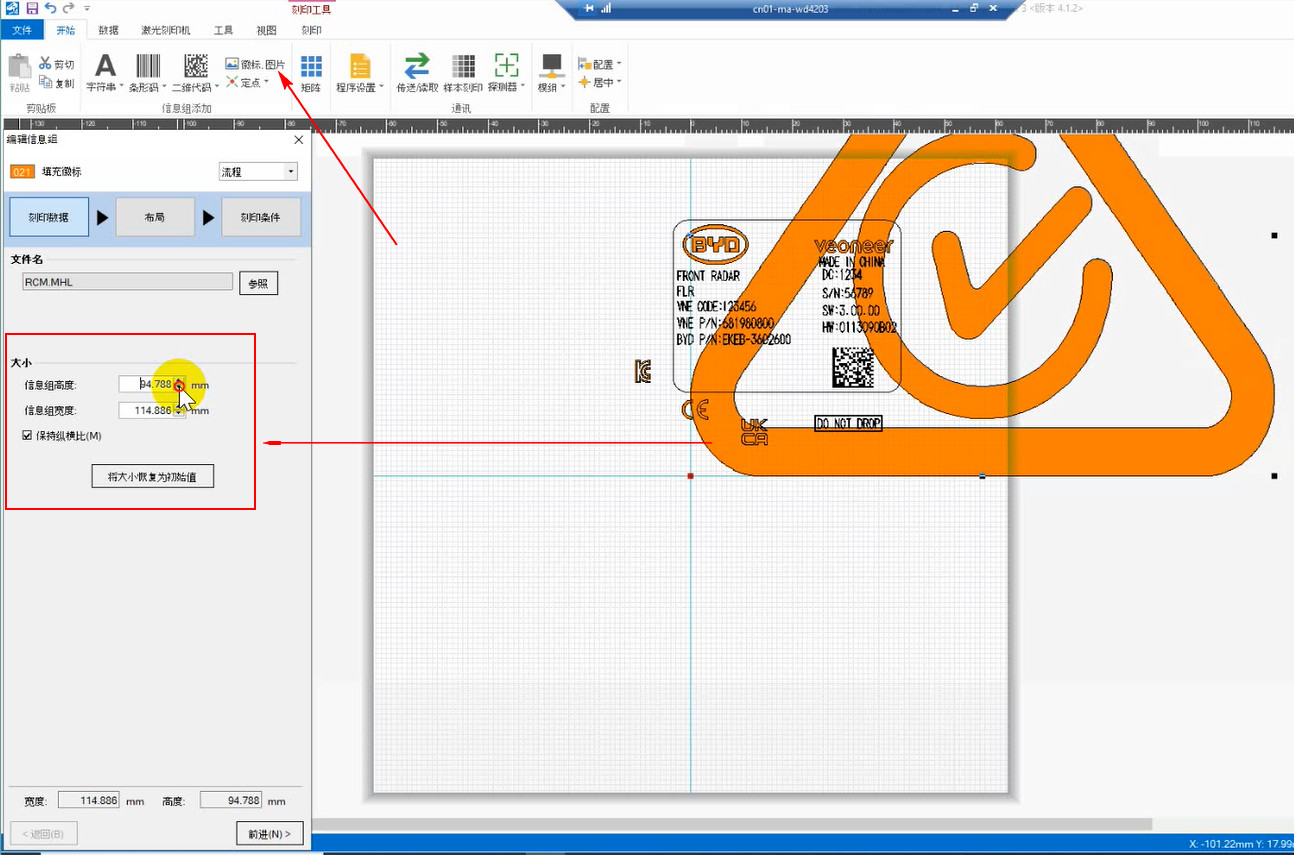 刻印工具
cn01-ma-wd4203
3 <版本 4.1.2>
文件 开始 数据 激光刻印机 工具 视图 刻印
粘贴 剪切 复制 字符串 条形码 二维代码 徽标, 图片 定点 矩阵 程序设置 传送/读取 样本刻印 探测器 模组 配置 居中
剪贴板 信息组添加 通讯 配置
-130 -120 -110 -100 -90 -80 -70 -60 -50 -40 -30 -20 -10 0 10 20 30 40 50 60 70 80 90 100 110
编辑信息组
021 填充徽标 流程
刻印数据 布局 刻印条件
文件名
RCM.MHL 参照
大小
信息组高度: 94.788 mm
信息组宽度: 114.886 mm
保持纵横比(M)
将大小恢复为初始值
宽度: 114.886 mm 高度: 94.788 mm
< 返回(B) 前进(N) >
BYD
veoneer
MADE IN CHINA
FRONT RADAR
DC:1234
FLR
S/N:56789
VNE CODE:123456
SW:3.00.00
VNE P/N:681980800
HW:0113090B02
BYD P/N:EKEB-3602600
KC
CE
UK
CA
DO NOT DROP
X: -101.22mm Y: 17.99